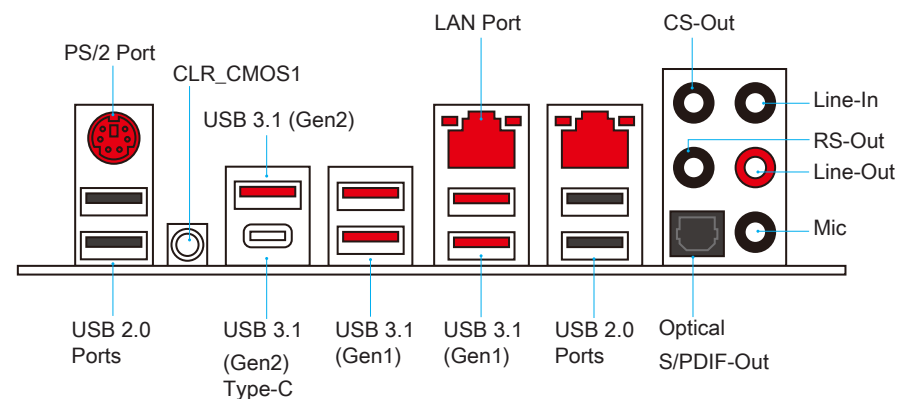 LAN Port
CS-Out
PS/2 Port
CLR_CMOS1
USB 3.1 (Gen2)
Line-In
RS-Out
Line-Out
Mic
USB 2.0
Ports
USB 3.1
(Gen2)
Type-C
USB 3.1
(Gen1)
USB 3.1
(Gen1)
USB 2.0
Ports
Optical
S/PDIF-Out